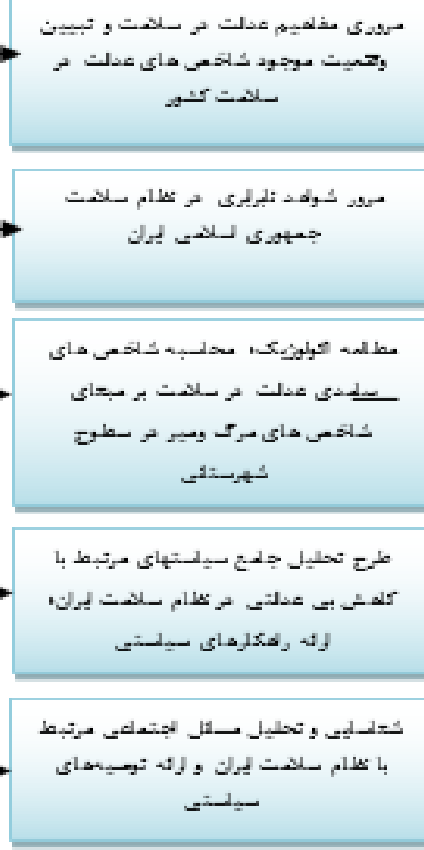 مروری مفاهیم عدالت در سلامت و تبیین
وضعیت موجود شاخص های عدالت در
سلامت کشور
مرور شواهد نابرابری در نظام سلامت
جمهوری اسلامی ایران
مطالعه اکولوژیک؛ محاسبه شاخص های
پیامدی عدالت در سلامت بر مبنای
شاخص های مرگ ومیر در سطوح
شهرستانی
طرح تحلیل جامع سیاستهای مرتبط با
کاهش بی عدالتی در نظام سلامت ایران؛
ارائه راهکارهای سیاستی
شناسایی و تحلیل مسائل اجتماعی مرتبط
با نظام سلامت ایران و ارائه توصیه‌های
سیاستی